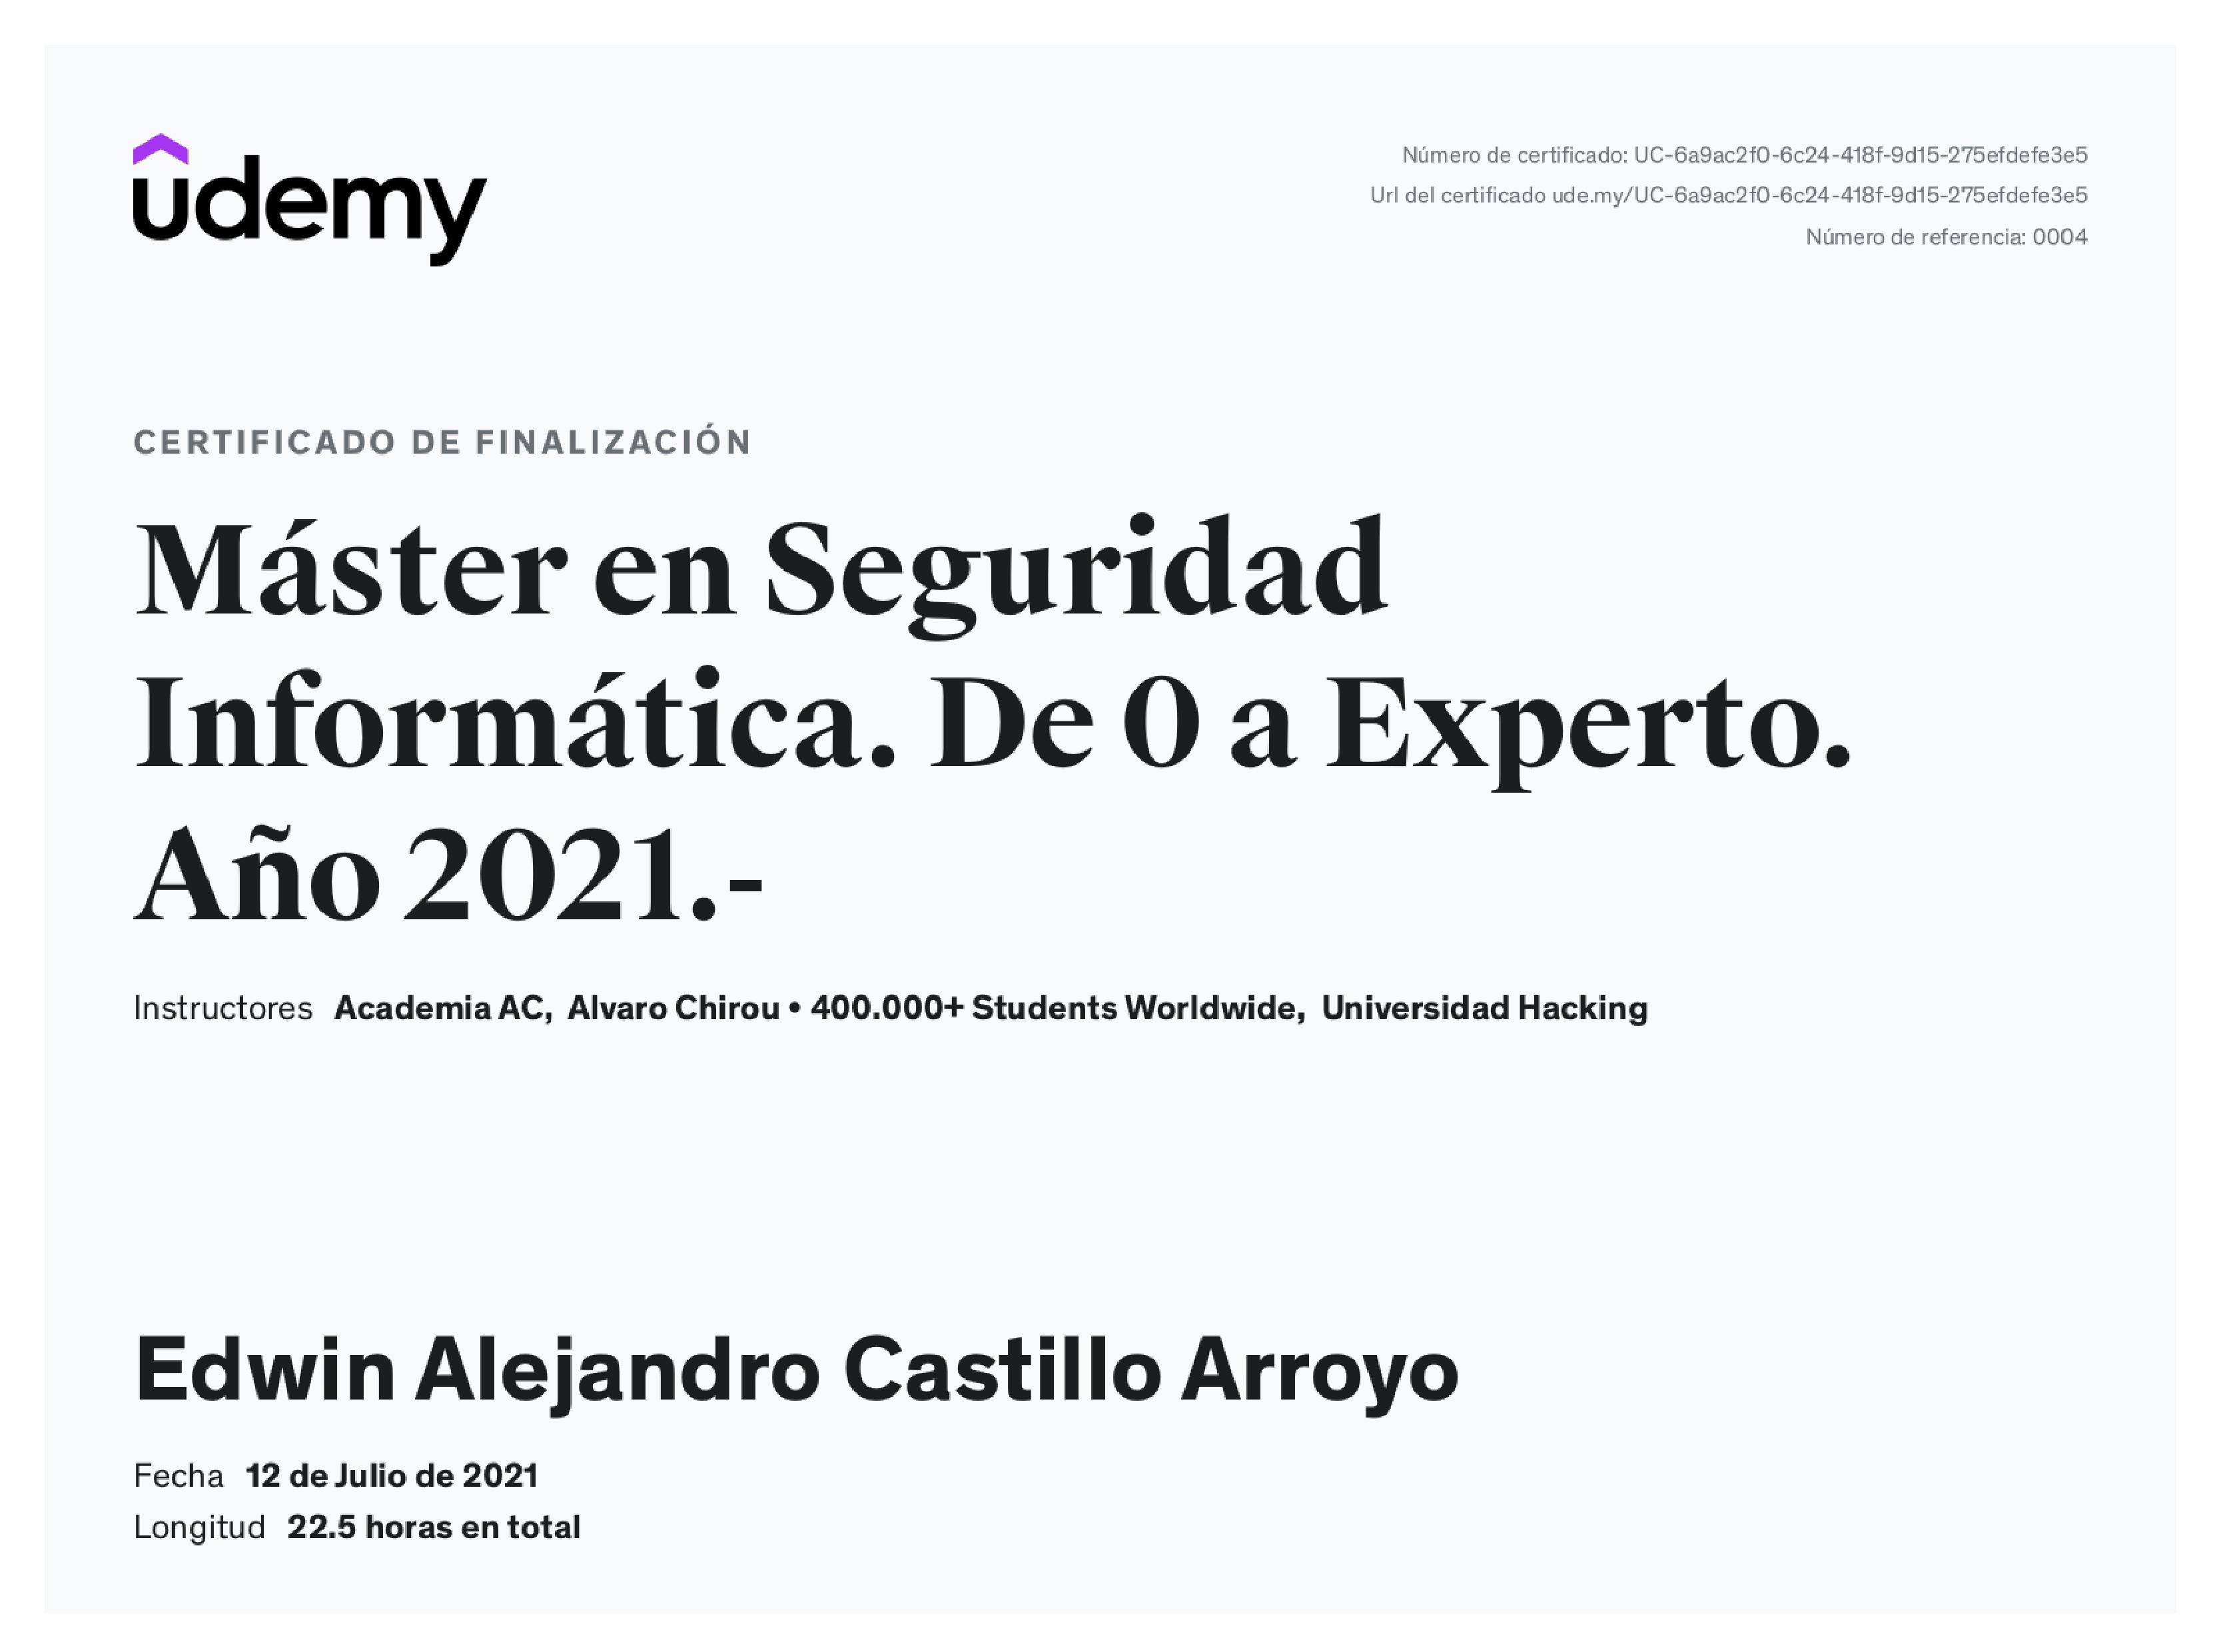 udemy
Número de certificado: UC-6a9ac2f0-6c24-418f-9d15-275efdefe3e5
Url del certificado ude.my/UC-6a9ac2f0-6c24-418f-9d15-275efdefe3e5
Número de referencia: 0004
CERTIFICADO DE FINALIZACIÓN
Máster en Seguridad
Informática. De 0 a Experto.
Año 2021.-
Instructores Academia AC, Alvaro Chirou • 400.000+ Students Worldwide, Universidad Hacking
Edwin Alejandro Castillo Arroyo
Fecha 12 de Julio de 2021
Longitud 22.5 horas en total